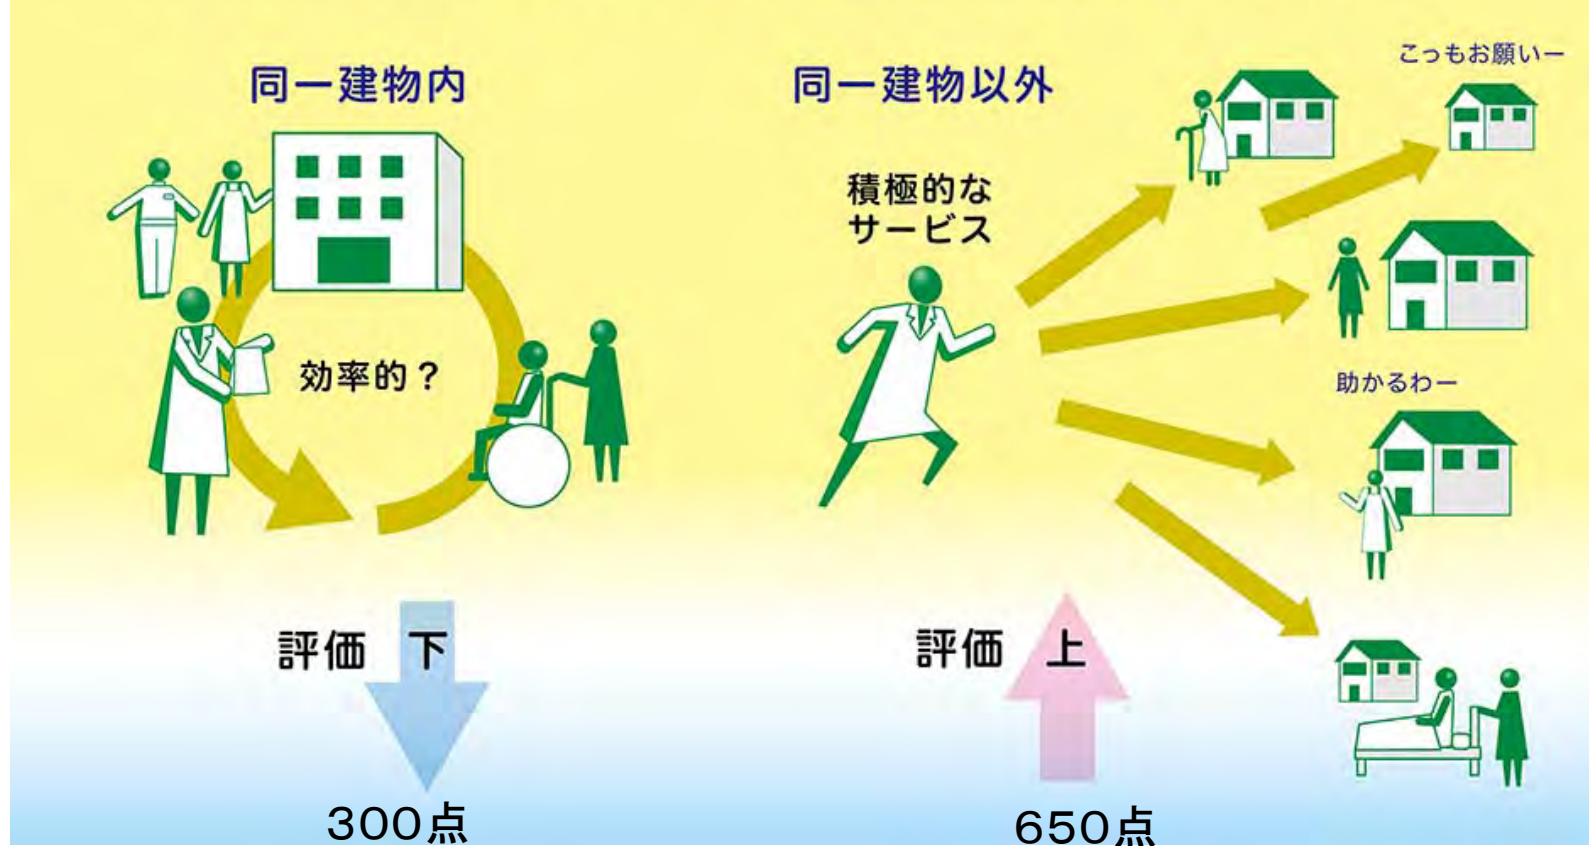 同一建物内
効率的？
評価 下
300点
同一建物以外
積極的な
サービス
こっもお願いー
助かるわー
評価 上
650点